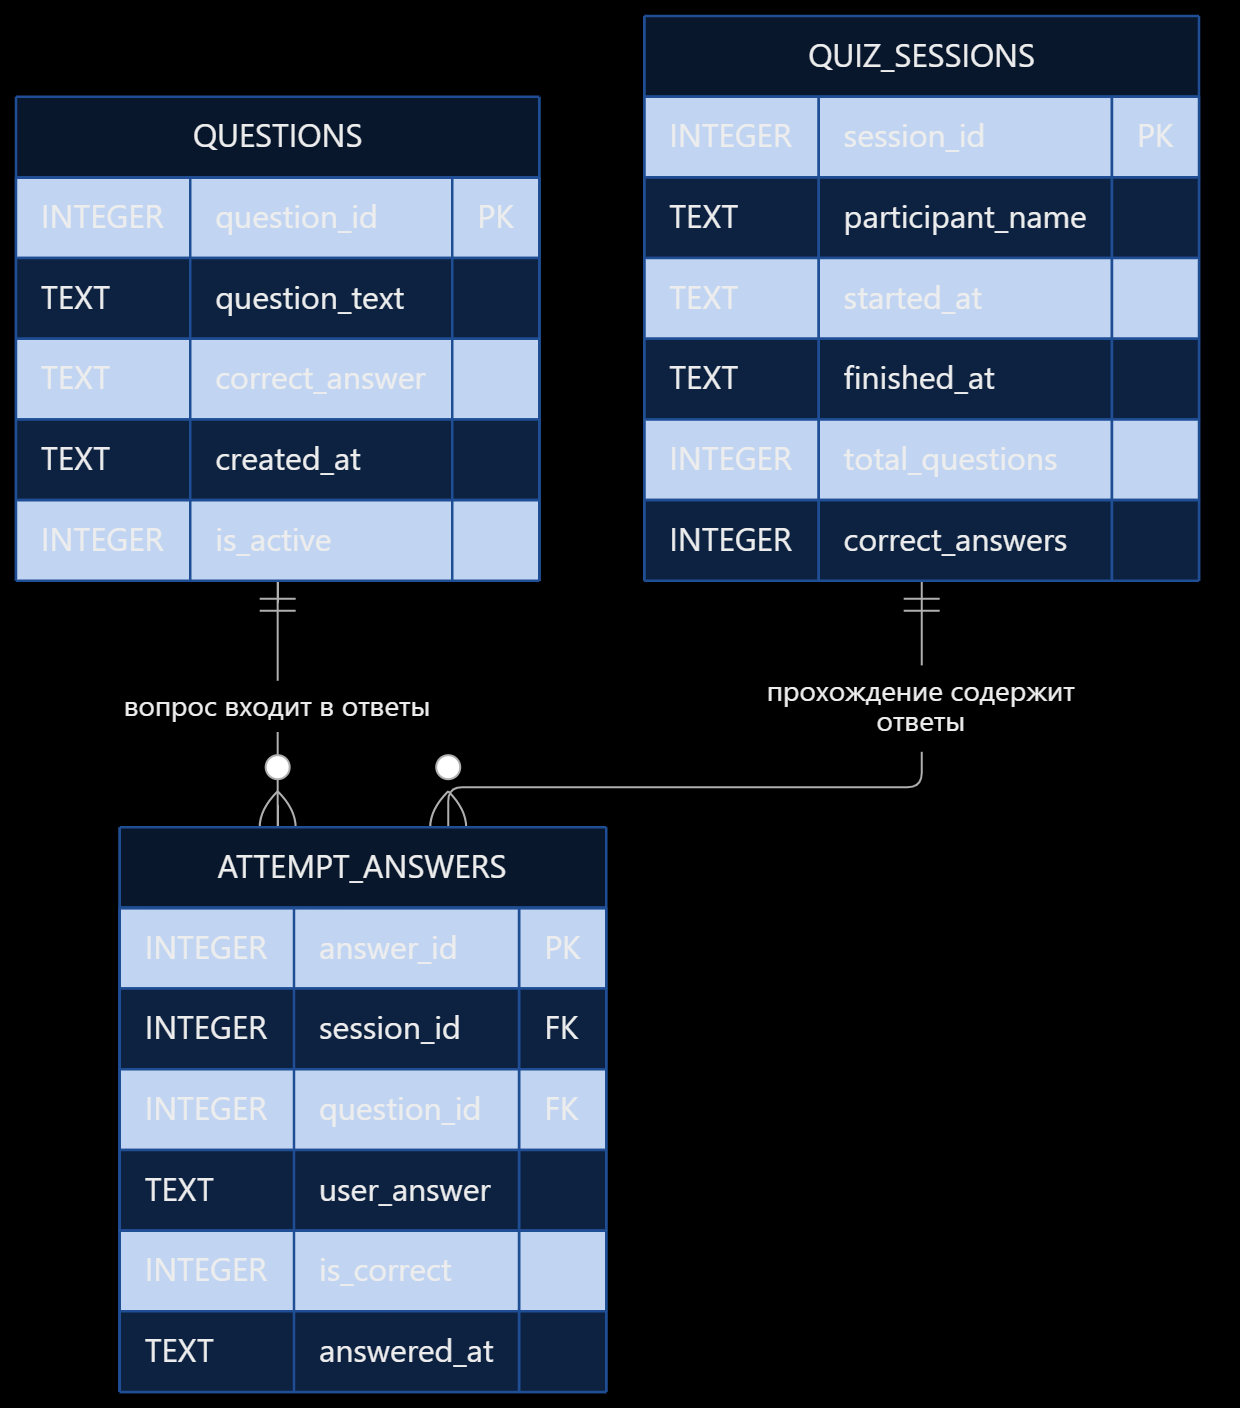 QUESTIONS
INTEGER question_id PK
TEXT question_text
TEXT correct_answer
TEXT created_at
INTEGER is_active
QUIZ_SESSIONS
INTEGER session_id PK
TEXT participant_name
TEXT started_at
TEXT finished_at
INTEGER total_questions
INTEGER correct_answers
вопрос входит в ответы
прохождение содержит
ответы
ATTEMPT_ANSWERS
INTEGER answer_id PK
INTEGER session_id FK
INTEGER question_id FK
TEXT user_answer
INTEGER is_correct
TEXT answered_at